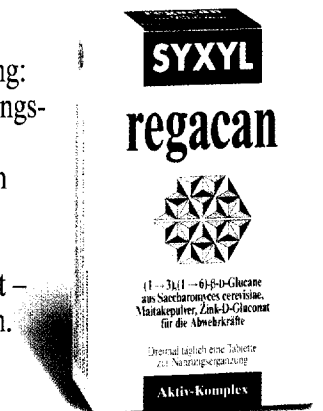 ng:
ngs-
n
t –
n.
regacan
SYXYL
regacan
(1→3),(1→6)-β-D-Glucane
aus Saccharomyces cerevisiae,
Maitakepulver, Zink-D-Gluconat
für die Abwehrkräfte
Dreimal täglich eine Tablette
zur Nahrungsergänzung
Aktiv-Komplex